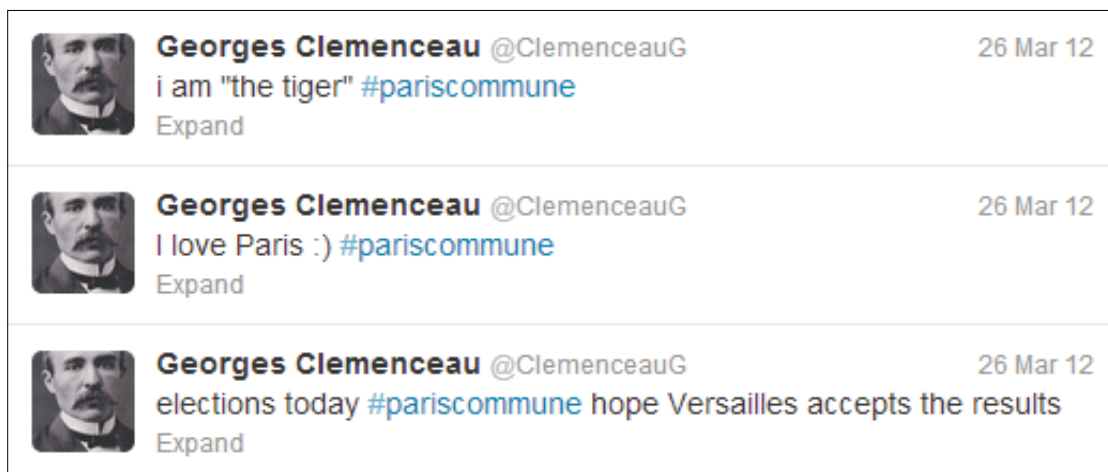 Georges Clemenceau @ClemenceauG 26 Mar 12
i am "the tiger" #pariscommune
Expand
Georges Clemenceau @ClemenceauG 26 Mar 12
I love Paris :) #pariscommune
Expand
Georges Clemenceau @ClemenceauG 26 Mar 12
elections today #pariscommune hope Versailles accepts the results
Expand